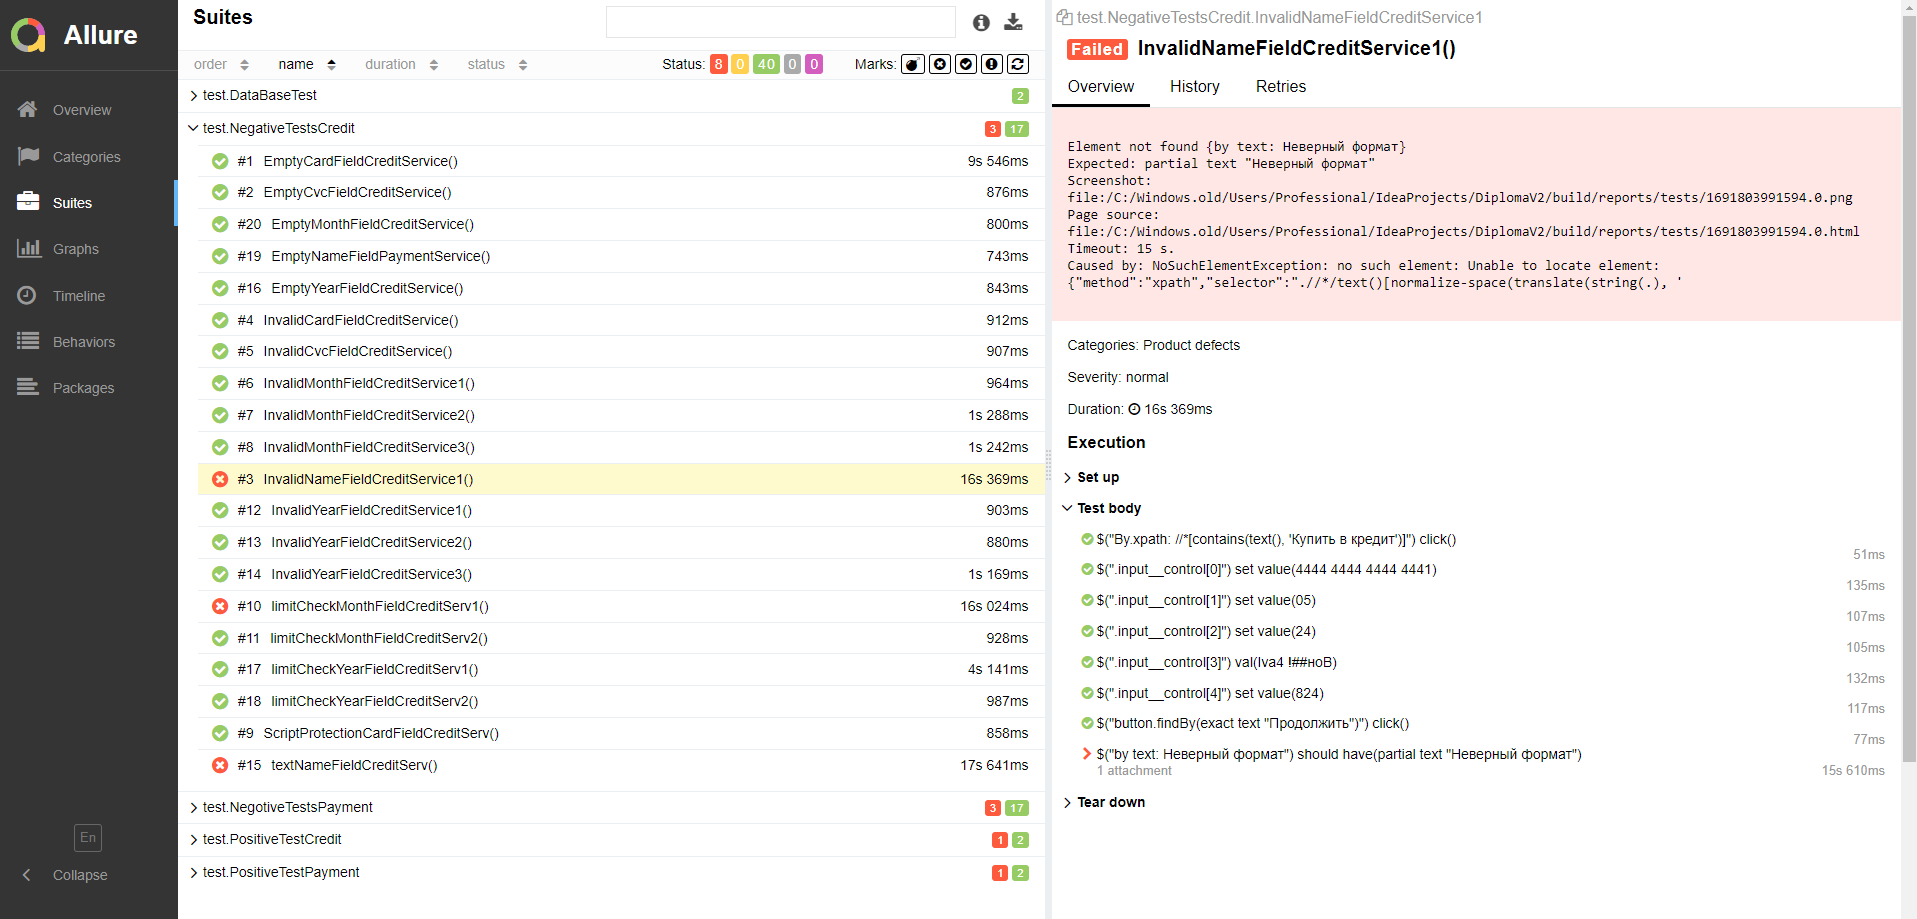 Allure
Overview
Categories
Suites
Graphs
Timeline
Behaviors
Packages
En
Collapse
Suites
order name duration status Status: 8 0 40 0 0 Marks:
test.DataBaseTest 2
test.NegativeTestsCredit 3 17
#1 EmptyCardFieldCreditService() 9s 546ms
#2 EmptyCvcFieldCreditService() 876ms
#20 EmptyMonthFieldCreditService() 800ms
#19 EmptyNameFieldPaymentService() 743ms
#16 EmptyYearFieldCreditService() 843ms
#4 InvalidCardFieldCreditService() 912ms
#5 InvalidCvcFieldCreditService() 907ms
#6 InvalidMonthFieldCreditService1() 964ms
#7 InvalidMonthFieldCreditService2() 1s 288ms
#8 InvalidMonthFieldCreditService3() 1s 242ms
#3 InvalidNameFieldCreditService1() 16s 369ms
#12 InvalidYearFieldCreditService1() 903ms
#13 InvalidYearFieldCreditService2() 880ms
#14 InvalidYearFieldCreditService3() 1s 169ms
#10 limitCheckMonthFieldCreditServ1() 16s 024ms
#11 limitCheckMonthFieldCreditServ2() 928ms
#17 limitCheckYearFieldCreditServ1() 4s 141ms
#18 limitCheckYearFieldCreditServ2() 987ms
#9 ScriptProtectionCardFieldCreditServ() 858ms
#15 textNameFieldCreditServ() 17s 641ms
test.NegotiveTestsPayment 3 17
test.PositiveTestCredit 1 2
test.PositiveTestPayment 1 2
test.NegativeTestsCredit.InvalidNameFieldCreditService1
Failed InvalidNameFieldCreditService1()
Overview History Retries
Element not found {by text: Неверный формат}
Expected: partial text "Неверный формат"
Screenshot:
file:/C:/Windows.old/Users/Professional/IdeaProjects/DiplomaV2/build/reports/tests/1691803991594.0.png
Page source:
file:/C:/Windows.old/Users/Professional/IdeaProjects/DiplomaV2/build/reports/tests/1691803991594.0.html
Timeout: 15 s.
Caused by: NoSuchElementException: no such element: Unable to locate element:
{"method":"xpath","selector":".//*/text()[normalize-space(translate(string(.), '
Categories: Product defects
Severity: normal
Duration: 16s 369ms
Execution
Set up
Test body
$("By.xpath: //*[contains(text(), 'Купить в кредит')]") click()
51ms
$(".input__control[0]") set value(4444 4444 4444 4441)
135ms
$(".input__control[1]") set value(05)
107ms
$(".input__control[2]") set value(24)
105ms
$(".input__control[3]") val(Iva4 !##ноВ)
132ms
$(".input__control[4]") set value(824)
117ms
$("button.findBy(exact text "Продолжить")") click()
77ms
$("by text: Неверный формат") should have(partial text "Неверный формат")
1 attachment 15s 610ms
Tear down